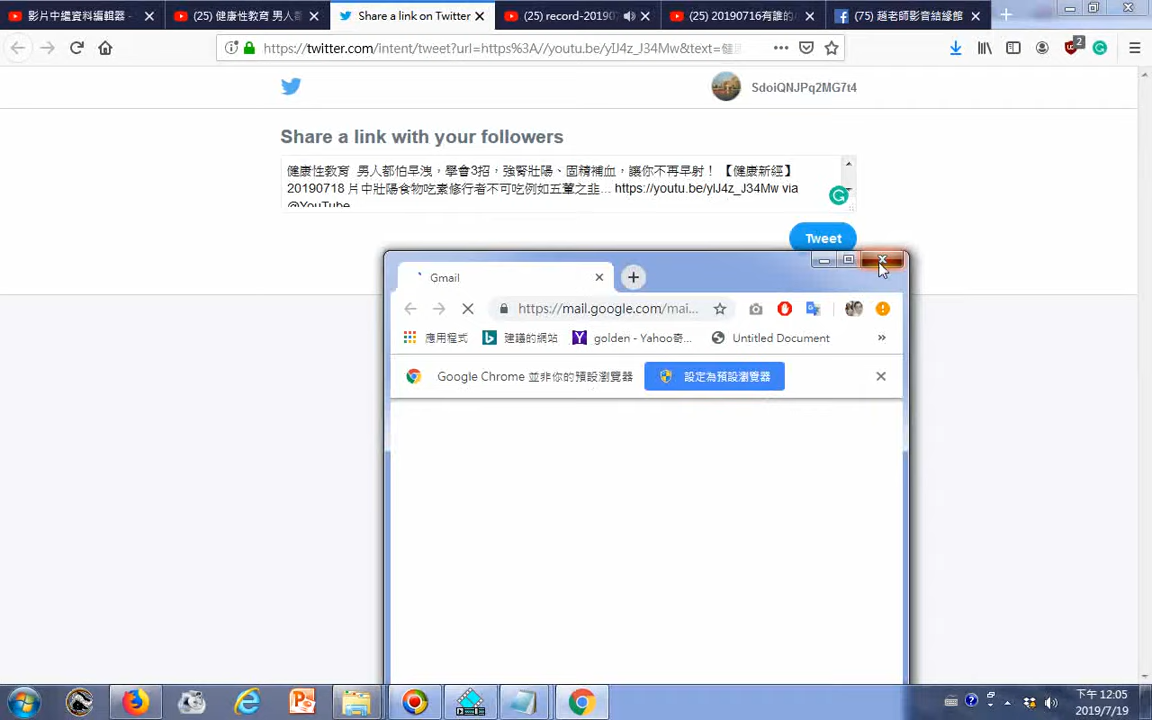 影片中繼資料編輯器 -
(25) 健康性教育 男人都
Share a link on Twitter
(25) record-20190
(25) 20190716有誰的
(75) 趙老師影音結緣館
https://twitter.com/intent/tweet?url=https%3A//youtu.be/yIJ4z_J34Mw&text=健
2
SdoiQNJPq2MG7t4
Share a link with your followers
健康性教育 男人都怕早洩，學會3招，強腎壯陽、固精補血，讓你不再早射！【健康新經】
20190718 片中壯陽食物吃素修行者不可吃例如五葷之韭... https://youtu.be/yIJ4z_J34Mw via
@YouTube
Tweet
Gmail
https://mail.google.com/mai...
應用程式
建議的網站
golden - Yahoo奇...
Untitled Document
»
Google Chrome 並非你的預設瀏覽器
設定為預設瀏覽器
下午 12:05
2019/7/19